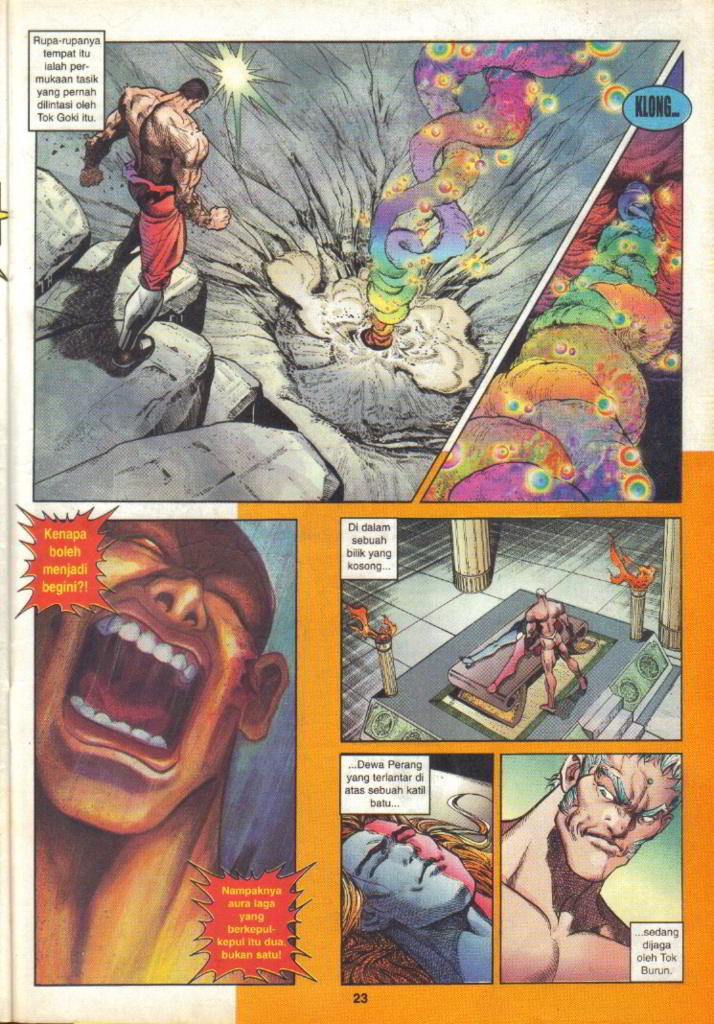 Rupa-rupanya
tempat itu
ialah per-
mukaan tasik
yang pernah
dilintasi oleh
Tok Goki itu.
KLONG...
Kenapa
boleh
menjadi
begini?!
Di dalam
sebuah
bilik yang
kosong...
...Dewa Perang
yang terlantar di
atas sebuah katil
batu...
Nampaknya
aura laga
yang
berkepul-
kepul itu dua,
bukan satu!
...sedang
dijaga
oleh Tok
Burun.
23